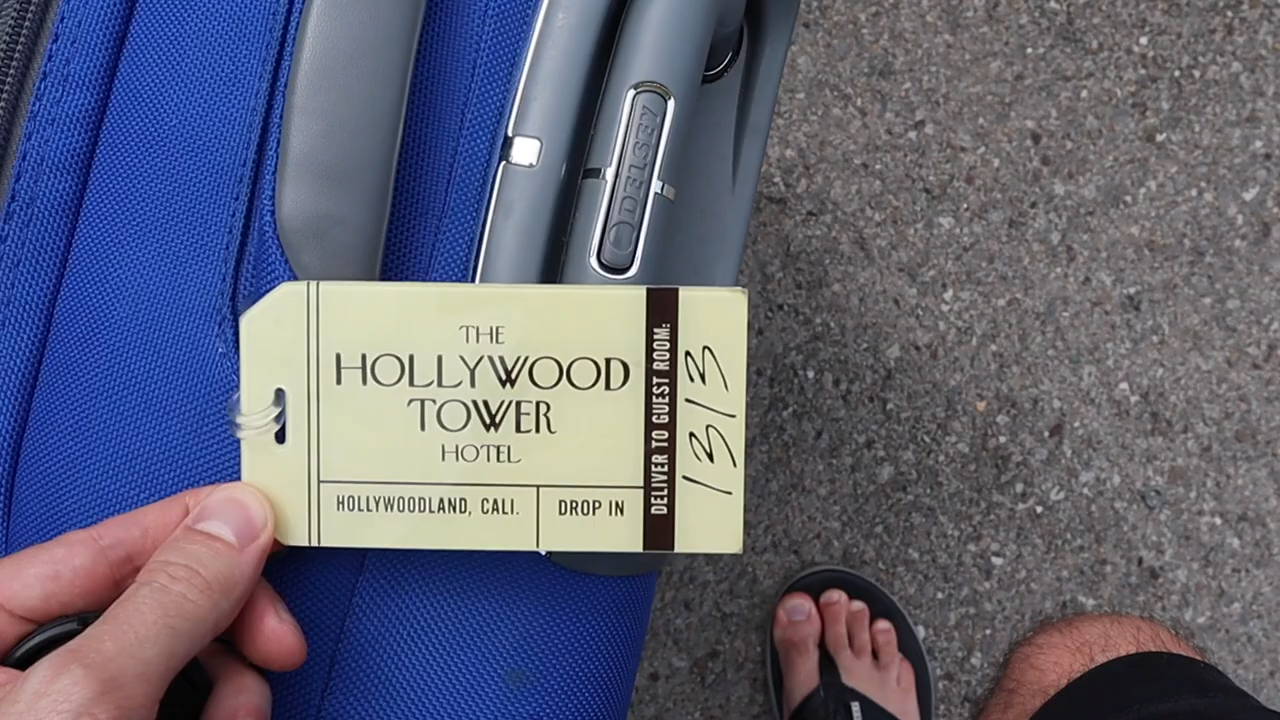 DELSEY
THE
HOLLYWOOD
TOWER
HOTEL
HOLLYWOODLAND, CALI.
DROP IN
DELIVER TO GUEST ROOM:
1313